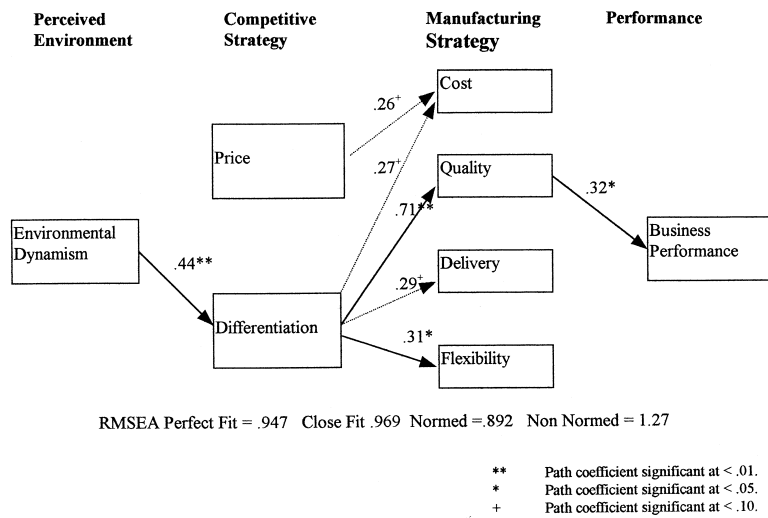 Perceived Environment
Competitive Strategy
Manufacturing Strategy
Performance
Cost
.26+
Price
.27+
Quality
.71**
.32*
Environmental Dynamism
Business Performance
.44**
Delivery
.29+
Differentiation
.31*
Flexibility
RMSEA Perfect Fit = .947 Close Fit .969 Normed =.892 Non Normed = 1.27
** Path coefficient significant at < .01.
* Path coefficient significant at < .05.
+ Path coefficient significant at < .10.